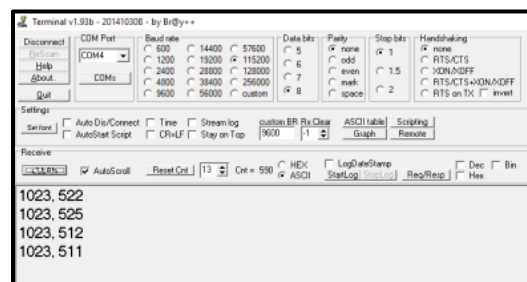 Terminal v1.93b - 20141030B - by Br@y++
Disconnect
ReScan
Help
About..
Quit
COM Port
COM4
COMs
Baud rate
600 14400 57600
1200 19200 115200
2400 28800 128000
4800 38400 256000
9600 56000 custom
Data bits
5
6
7
8
Parity
none
odd
even
mark
space
Stop bits
1
1.5
2
Handshaking
none
RTS/CTS
XON/XOFF
RTS/CTS+XON/XOFF
RTS on TX invert
Settings
Set font
Auto Dis/Connect Time Stream log
AutoStart Script CR=LF Stay on Top
custom BR Rx Clear
9600 -1
ASCII table Scripting
Graph Remote
Receive
CLEAR AutoScroll Reset Cnt 13 Cnt = 590
HEX
ASCII
LogDateStamp
StartLog StopLog Req/Resp
Dec Bin
Hex
1023, 522
1023, 525
1023, 512
1023, 511